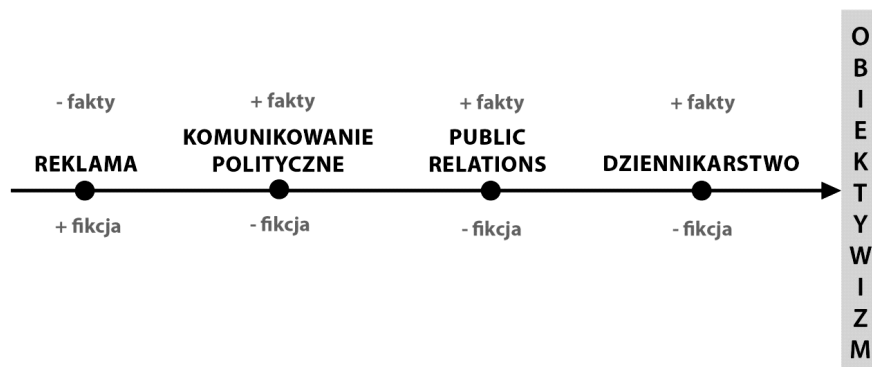 - fakty
+ fakty
+ fakty
+ fakty
REKLAMA
KOMUNIKOWANIE
POLITYCZNE
PUBLIC
RELATIONS
DZIENNIKARSTWO
+ fikcja
- fikcja
- fikcja
- fikcja
O
B
I
E
K
T
Y
W
I
Z
M